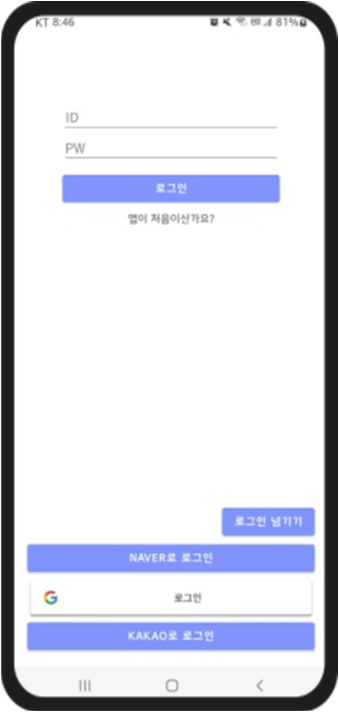 KT 8:46
81%
ID
PW
로그인
앱이 처음이신가요?
로그인 넘기기
NAVER로 로그인
로그인
KAKAO로 로그인